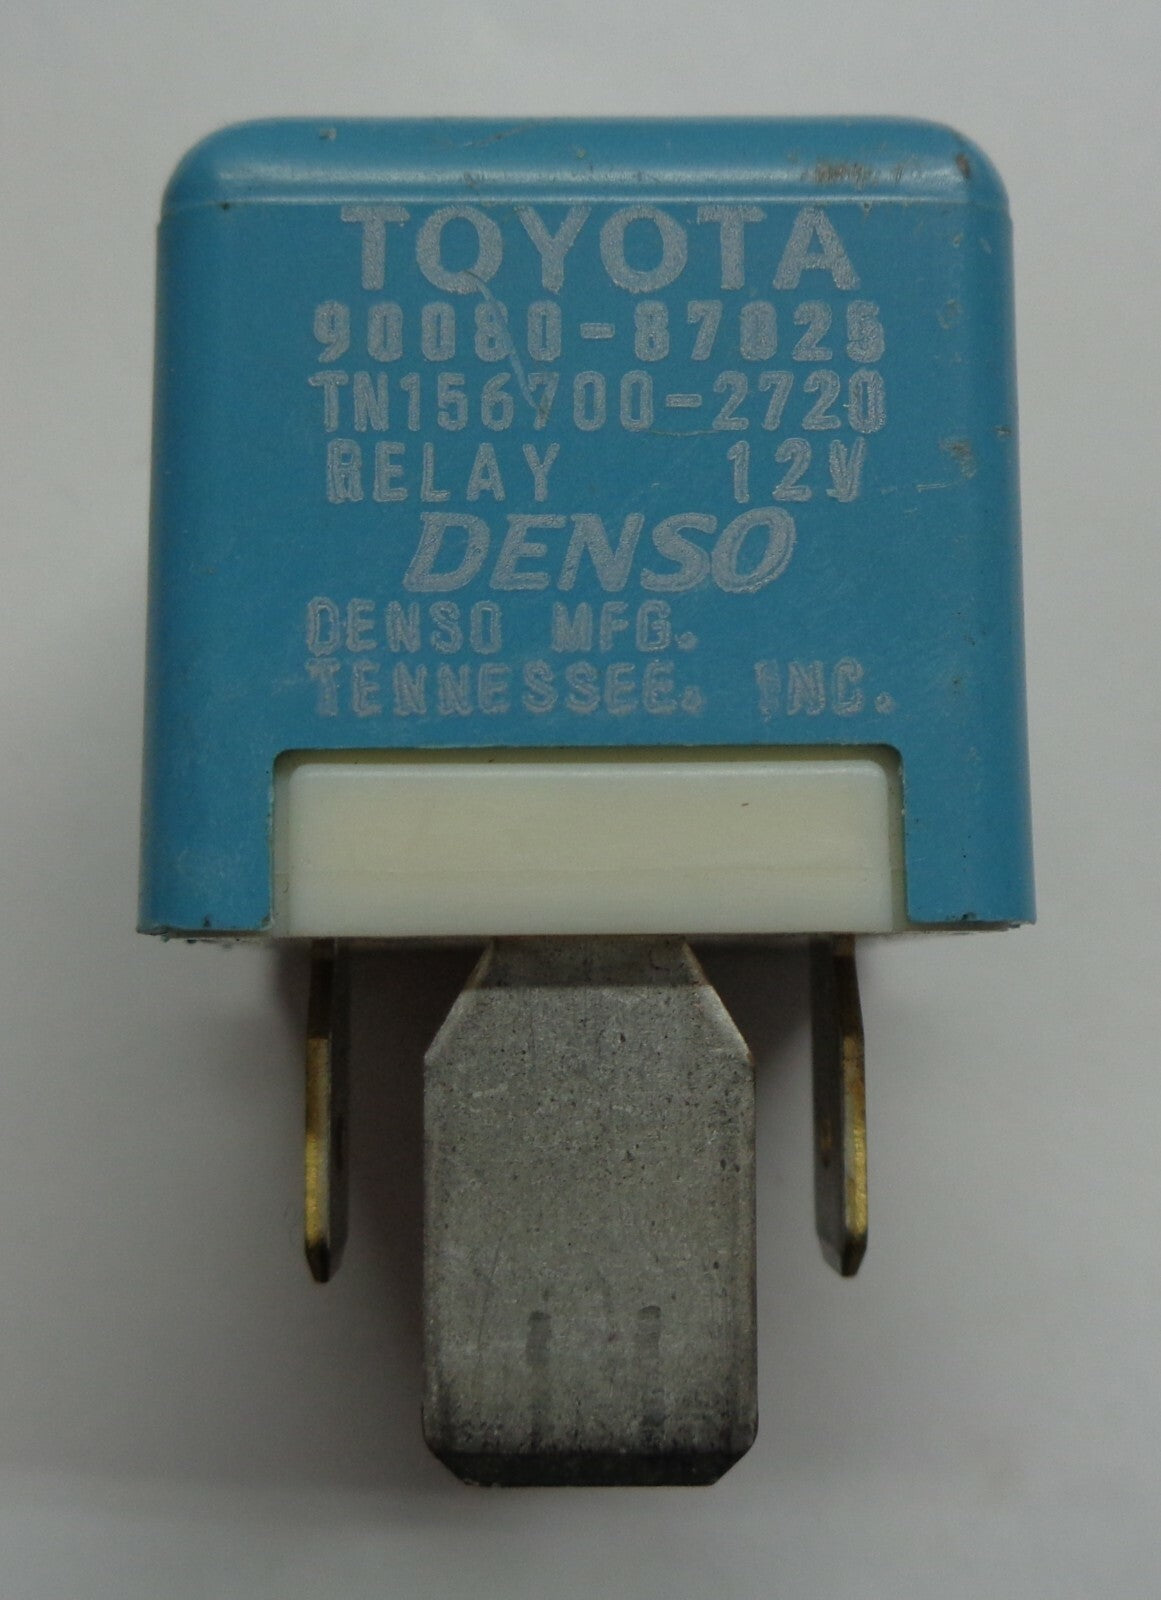 TOYOTA
90080-87025
TN156700-2720
RELAY 12V
DENSO
DENSO MFG.
TENNESSEE. INC.